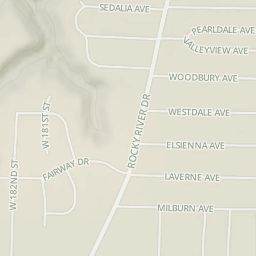 SEDALIA AVE
PEARLDALE AVE
VALLEYVIEW AVE
WOODBURY AVE
WESTDALE AVE
W 181ST ST
ROCKY RIVER DR
ELSIENNA AVE
FAIRWAY DR
LAVERNE AVE
W 182ND ST
MILBURN AVE